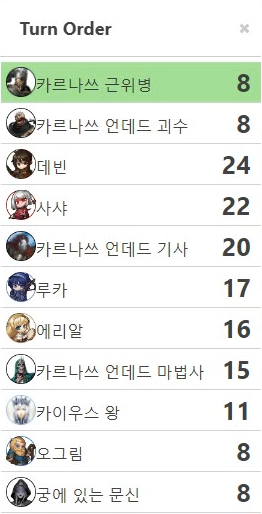 Turn Order ×
카르나쓰 근위병 8
카르나쓰 언데드 괴수 8
데빈 24
사샤 22
카르나쓰 언데드 기사 20
루카 17
에리알 16
카르나쓰 언데드 마법사 15
카이우스 왕 11
오그림 8
궁에 있는 문신 8